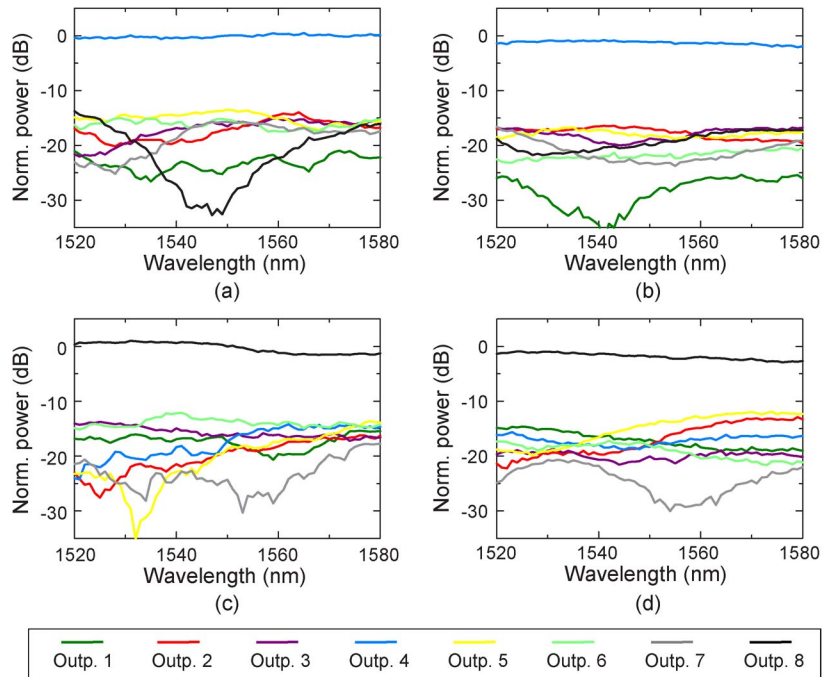 Norm. power (dB)
0
-10
-20
-30
1520 1540 1560 1580
Wavelength (nm)
(a)
Norm. power (dB)
0
-10
-20
-30
1520 1540 1560 1580
Wavelength (nm)
(b)
Norm. power (dB)
0
-10
-20
-30
1520 1540 1560 1580
Wavelength (nm)
(c)
Norm. power (dB)
0
-10
-20
-30
1520 1540 1560 1580
Wavelength (nm)
(d)
Outp. 1 Outp. 2 Outp. 3 Outp. 4 Outp. 5 Outp. 6 Outp. 7 Outp. 8